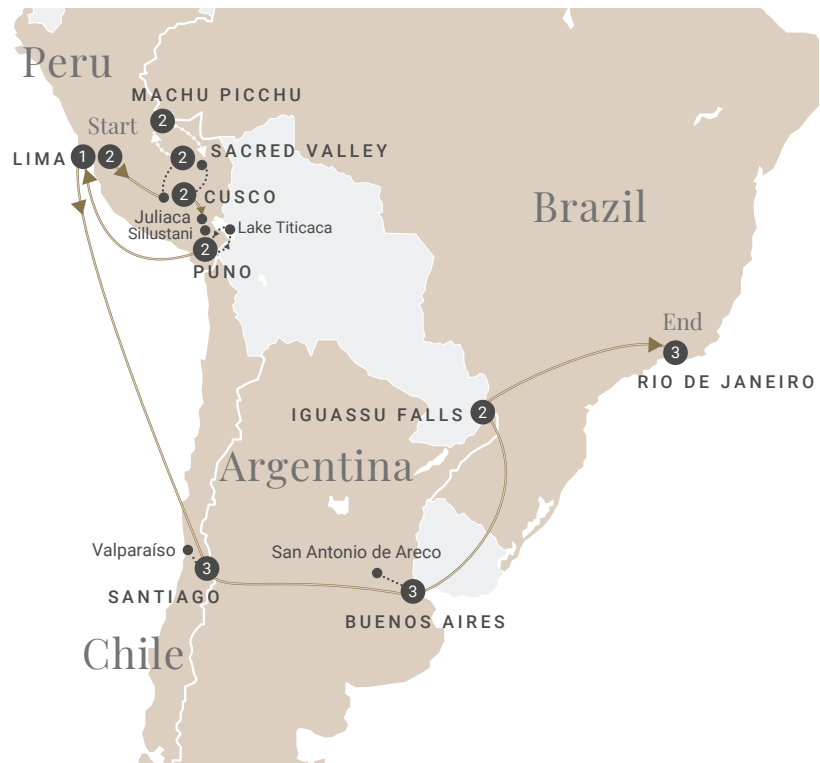 Peru
MACHU PICCHU
2
Start
LIMA 1 2
2 SACRED VALLEY
2 CUSCO
Brazil
Juliaca
Sillustani
Lake Titicaca
2
PUNO
End
3
RIO DE JANEIRO
IGUASSU FALLS 2
Argentina
Valparaíso
San Antonio de Areco
3
SANTIAGO
3
BUENOS AIRES
Chile